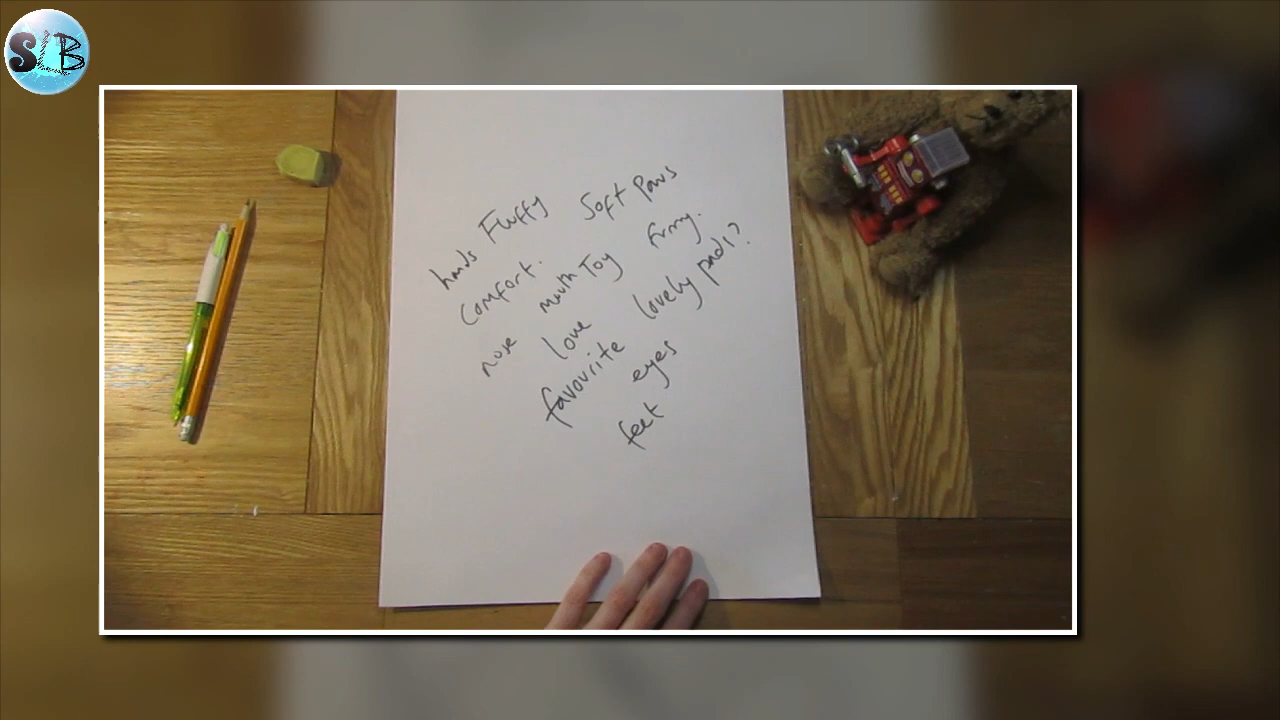 S/B
hands Fluffy Soft Paws
Comfort. mouth Toy furry.
nose love lovely pads?
favourite eyes
feet